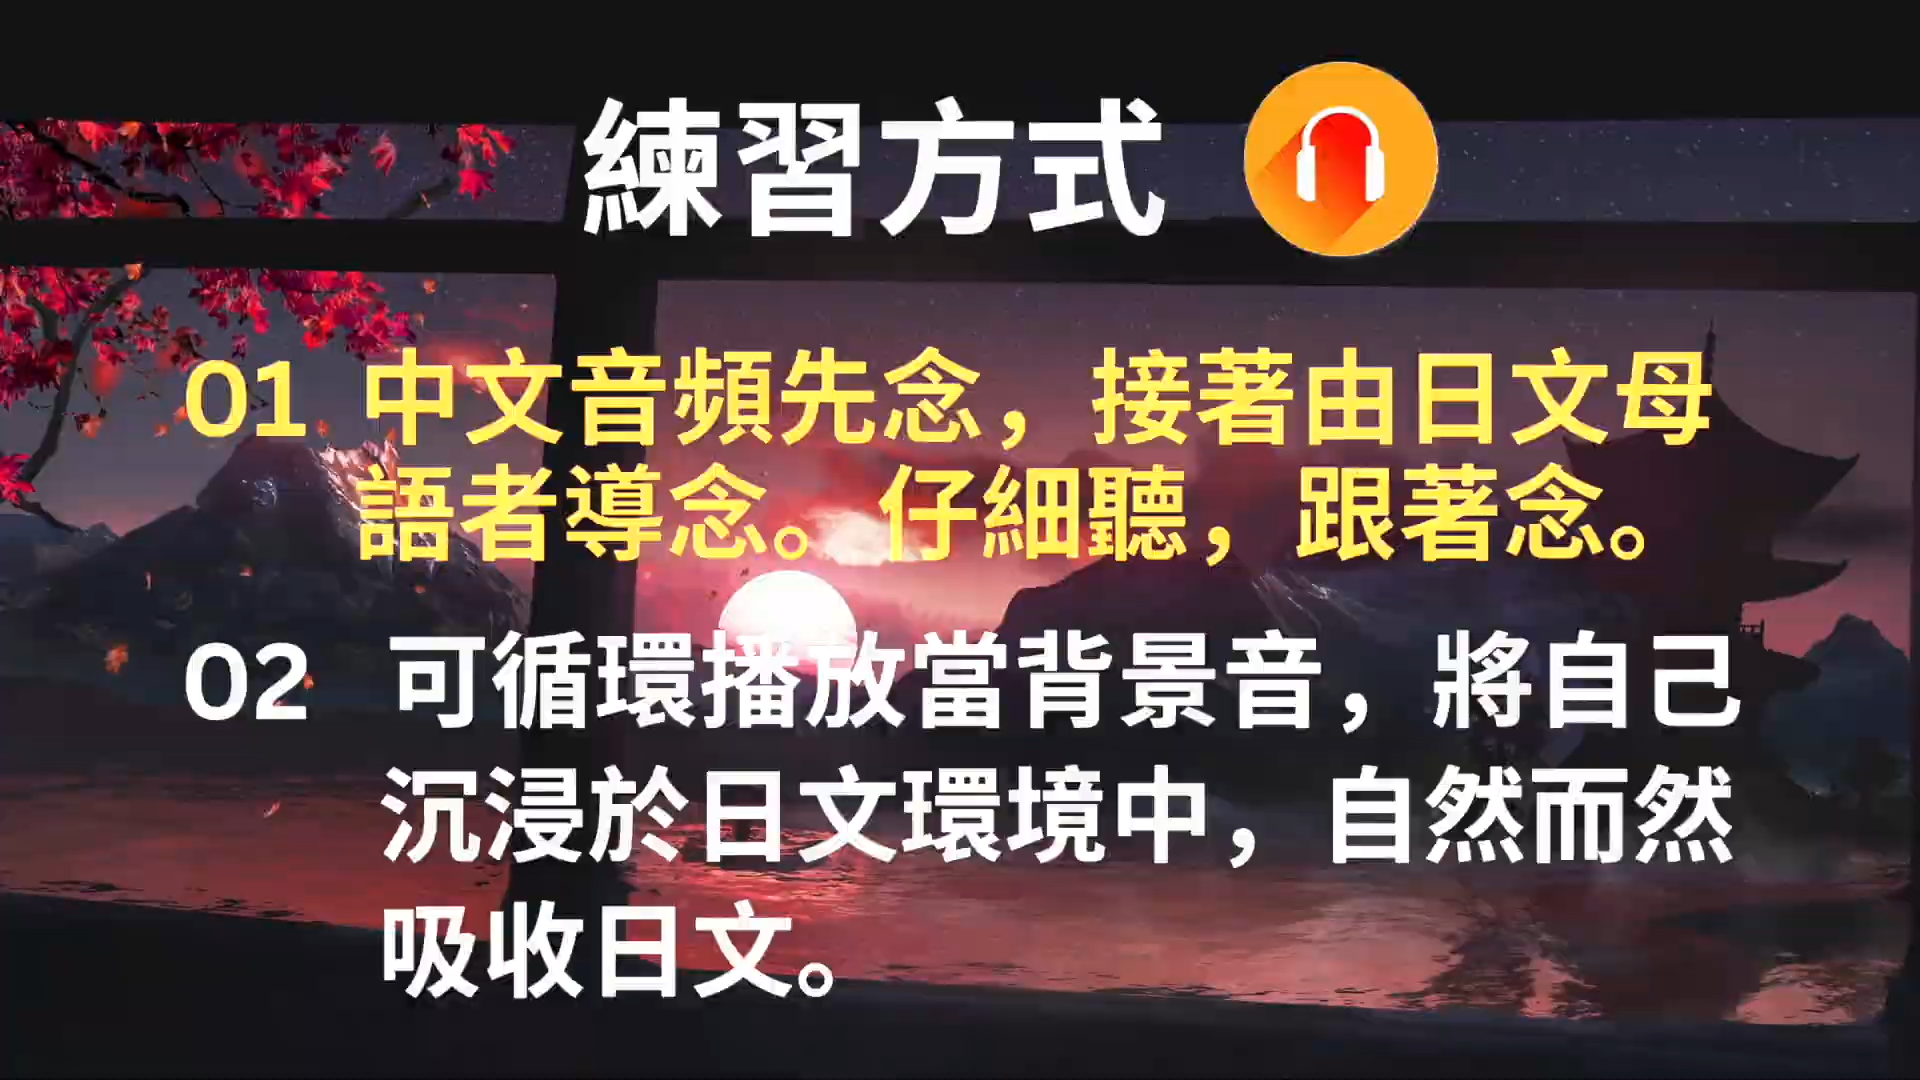 練習方式
01 中文音頻先念，接著由日文母
語者導念。仔細聽，跟著念。
02 可循環播放當背景音，將自己
沉浸於日文環境中，自然而然
吸收日文。